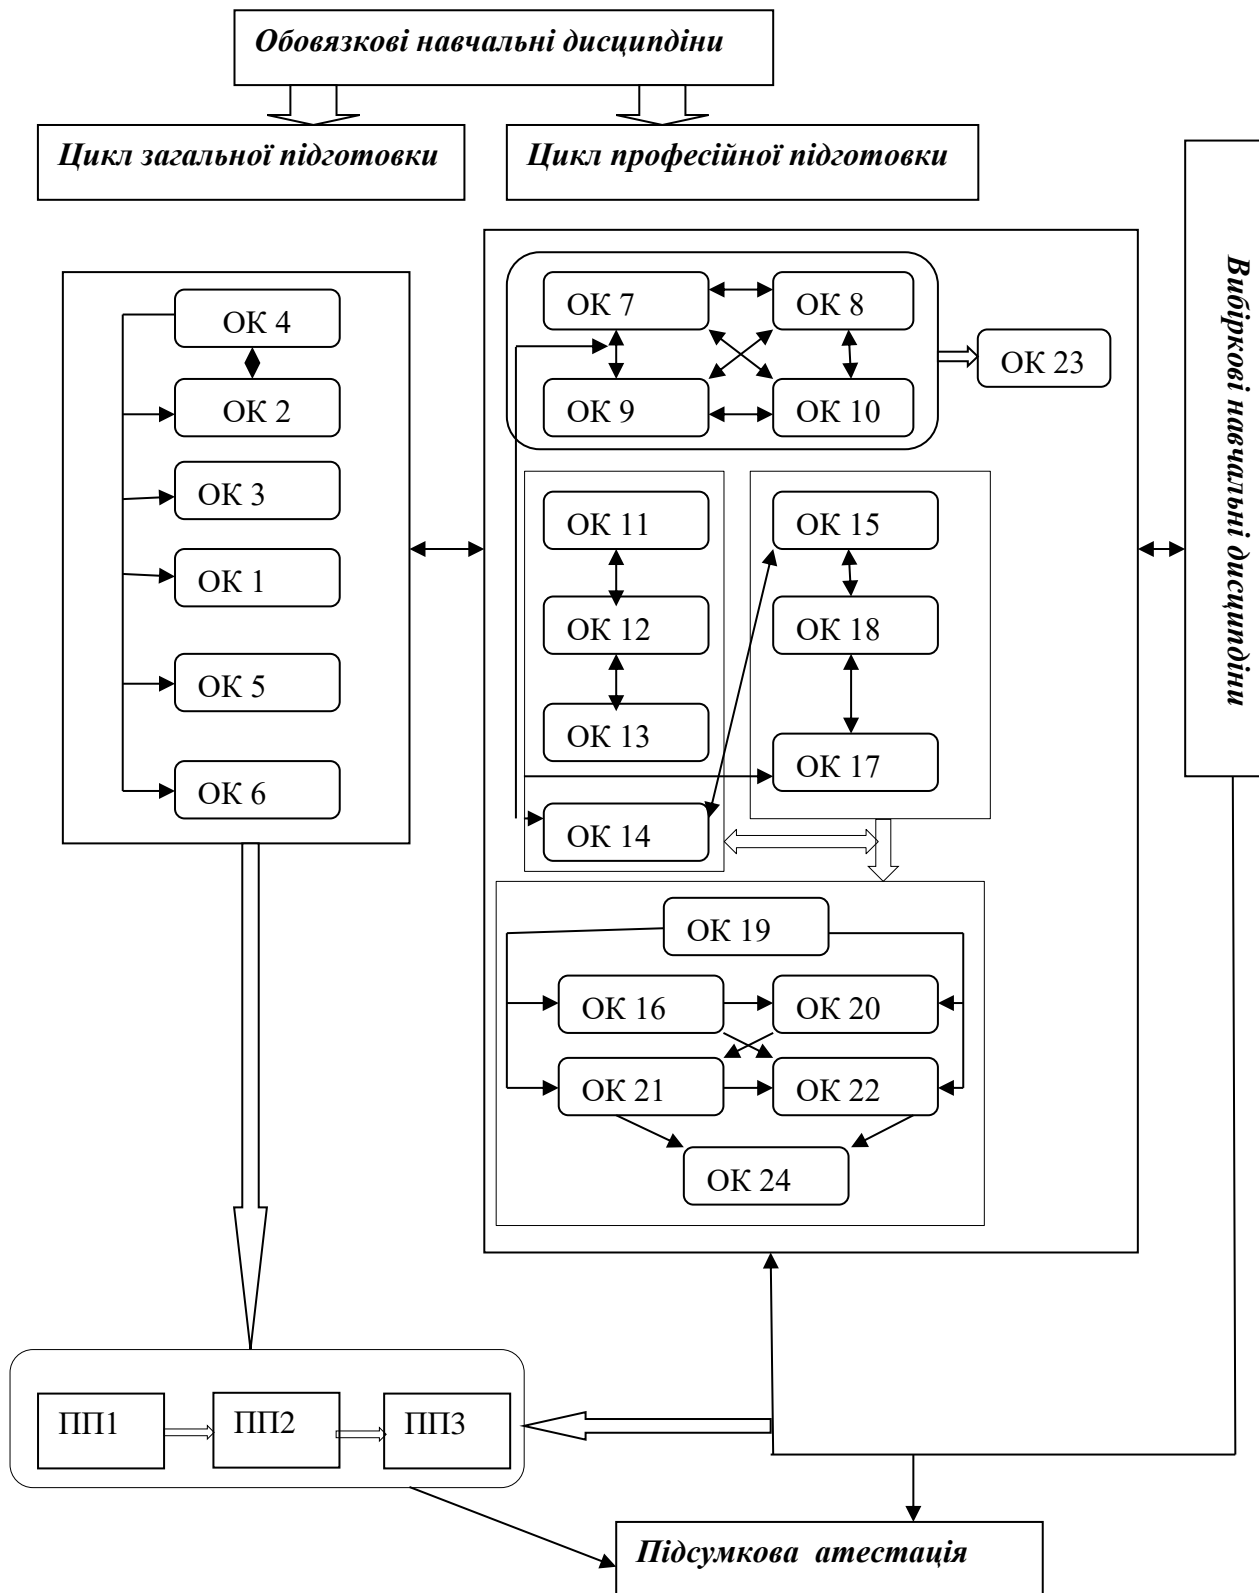 Обовязкові навчальні дисципдіни
Цикл загальної підготовки
Цикл професійної підготовки
Вибіркові навчальні дисципдіни
ОК 4
ОК 2
ОК 3
ОК 1
ОК 5
ОК 6
ОК 7
ОК 8
ОК 9
ОК 10
ОК 23
ОК 11
ОК 12
ОК 13
ОК 14
ОК 15
ОК 18
ОК 17
ОК 19
ОК 16
ОК 20
ОК 21
ОК 22
ОК 24
ПП1
ПП2
ПП3
Підсумкова атестація